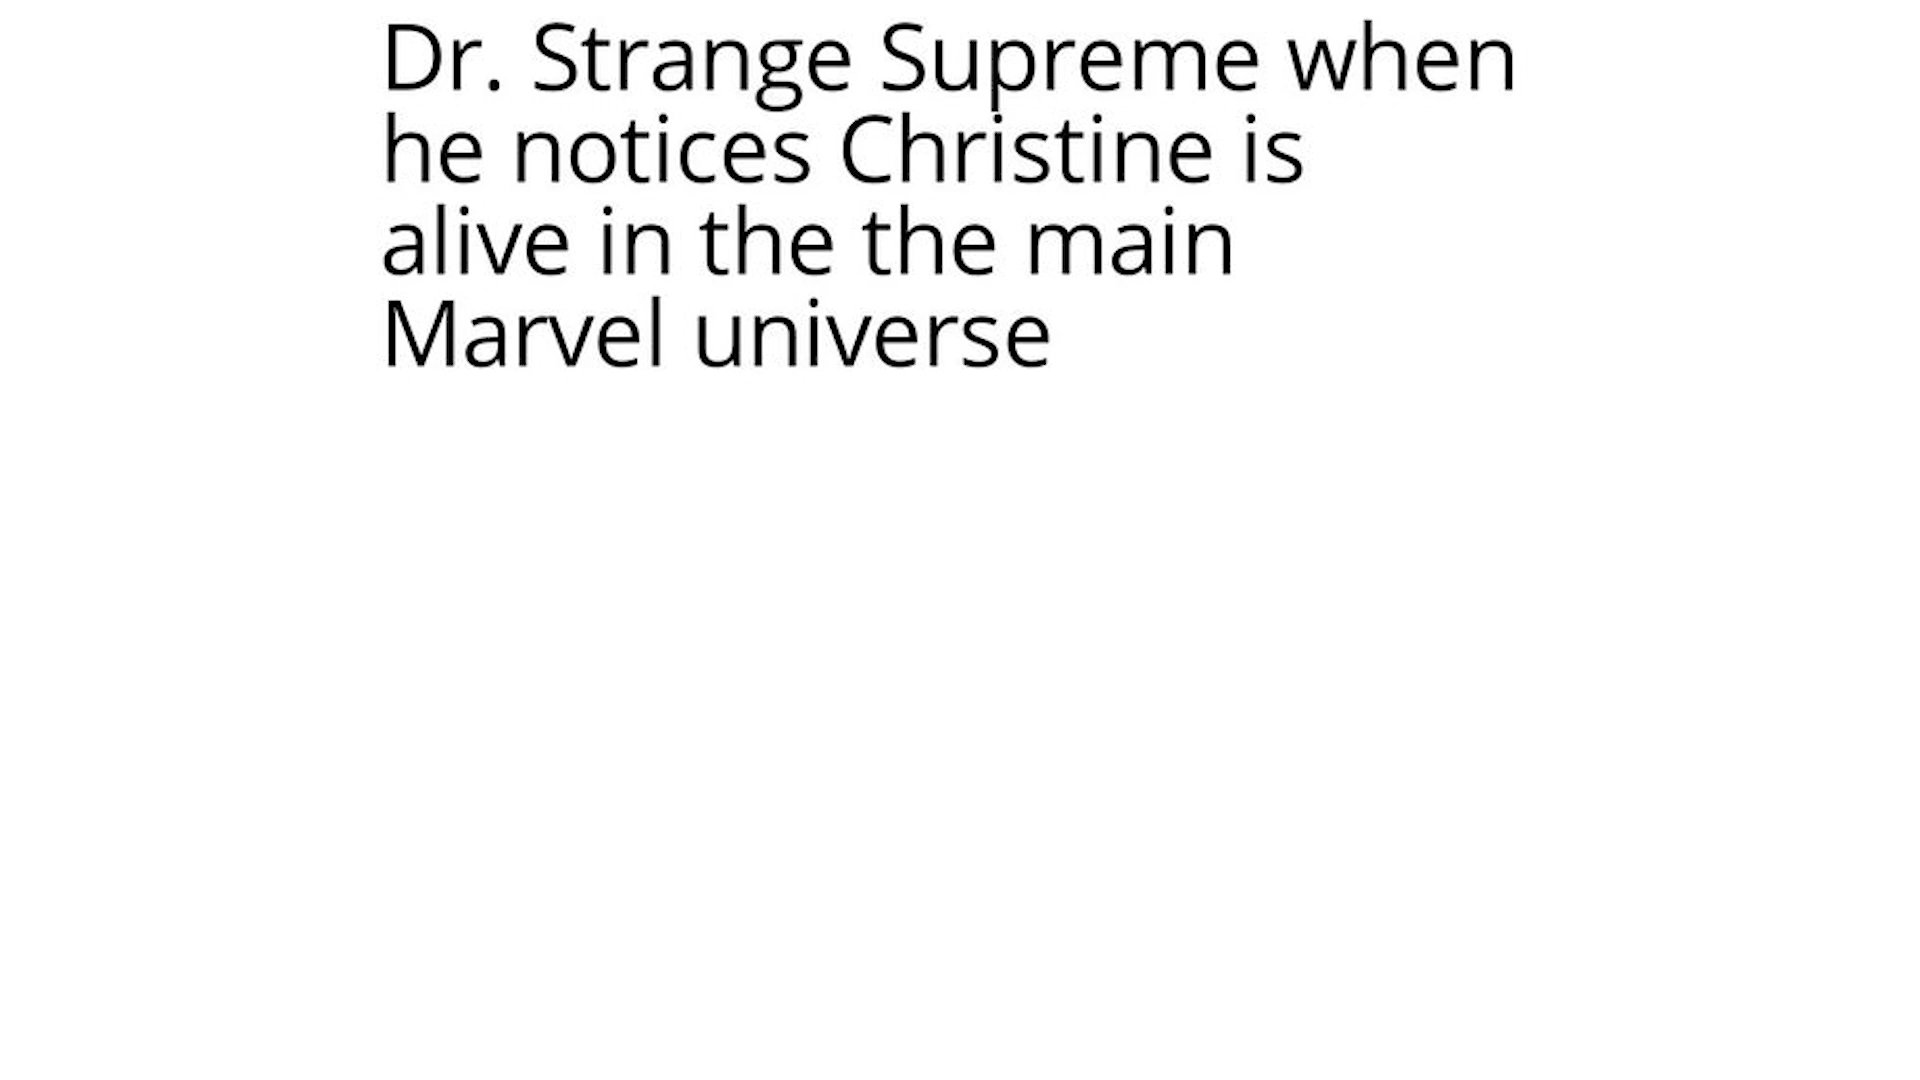 Dr. Strange Supreme when
he notices Christine is
alive in the the main
Marvel universe